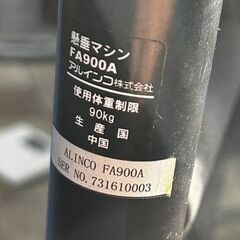 懸垂マシン
FA900A
アルインコ株式会社
使用体重制限
90kg
生産国
中国
ALINCO FA900A
SER NO.731610003